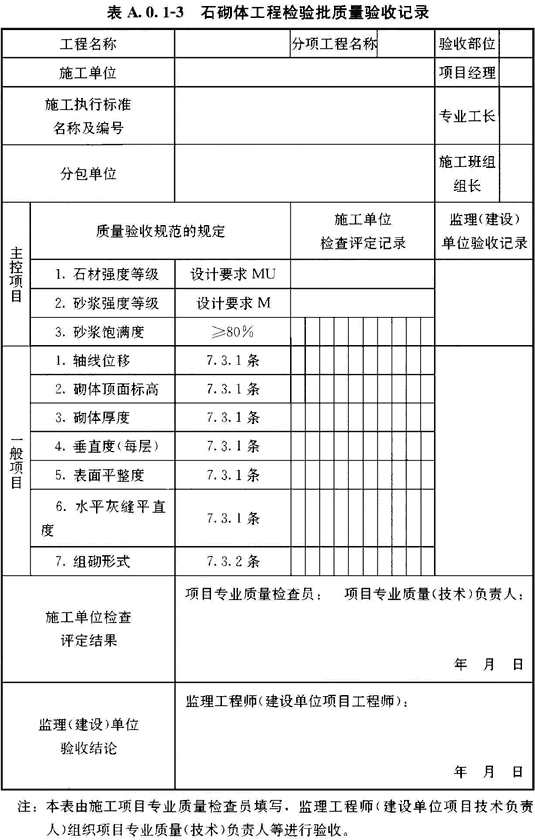 表 A.0.1-3 石砌体工程检验批质量验收记录
工程名称 分项工程名称 验收部位
施工单位 项目经理
施工执行标准
名称及编号
专业工长
分包单位
施工班组
组长
主控项目
质量验收规范的规定
施工单位
检查评定记录
监理(建设)
单位验收记录
1. 石材强度等级 设计要求 MU
2. 砂浆强度等级 设计要求 M
3. 砂浆饱满度 ≥80%
一般项目
1. 轴线位移 7.3.1 条
2. 砌体顶面标高 7.3.1 条
3. 砌体厚度 7.3.1 条
4. 垂直度(每层) 7.3.1 条
5. 表面平整度 7.3.1 条
6. 水平灰缝平直
度
7.3.1 条
7. 组砌形式 7.3.2 条
施工单位检查
评定结果
项目专业质量检查员: 项目专业质量(技术)负责人:
年 月 日
监理(建设)单位
验收结论
监理工程师(建设单位项目工程师):
年 月 日
注: 本表由施工项目专业质量检查员填写, 监理工程师(建设单位项目技术负责
人)组织项目专业质量(技术)负责人等进行验收。